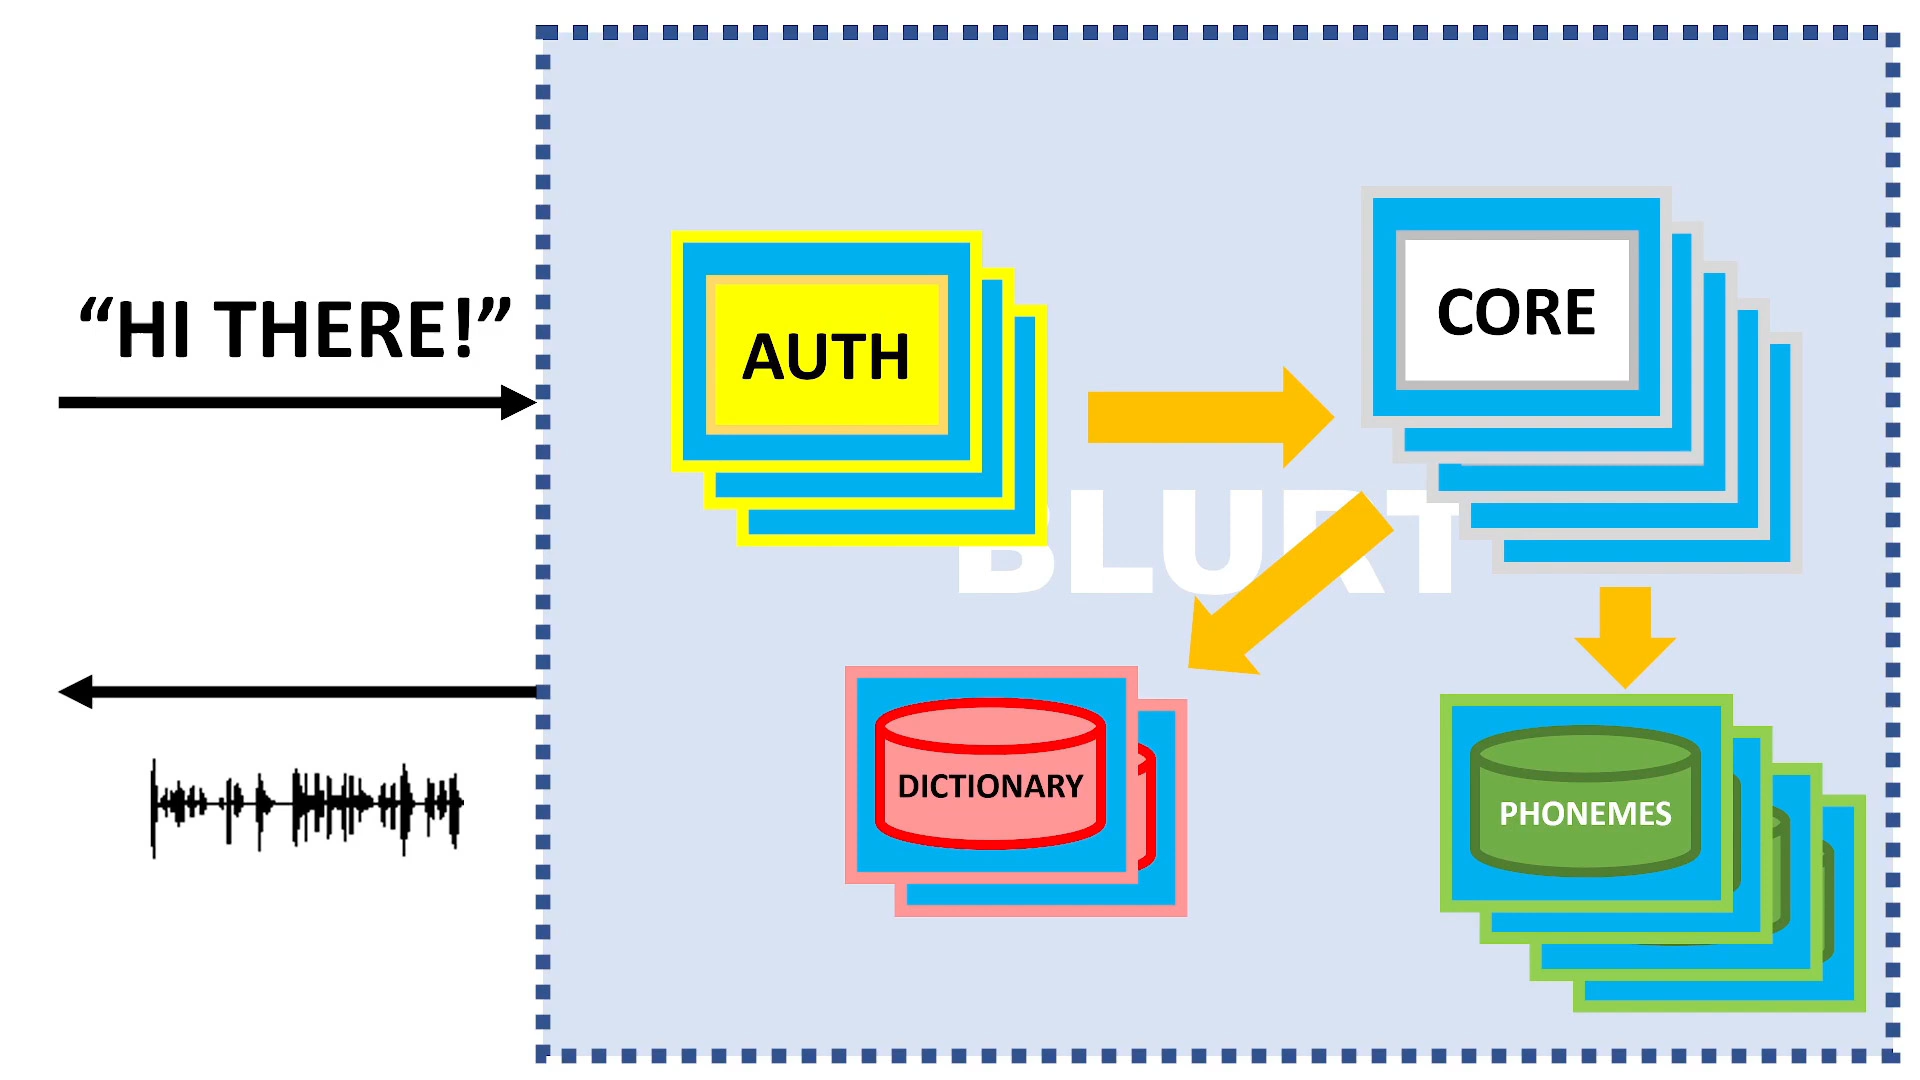 “HI THERE!”
AUTH
CORE
BLURT
DICTIONARY
PHONEMES